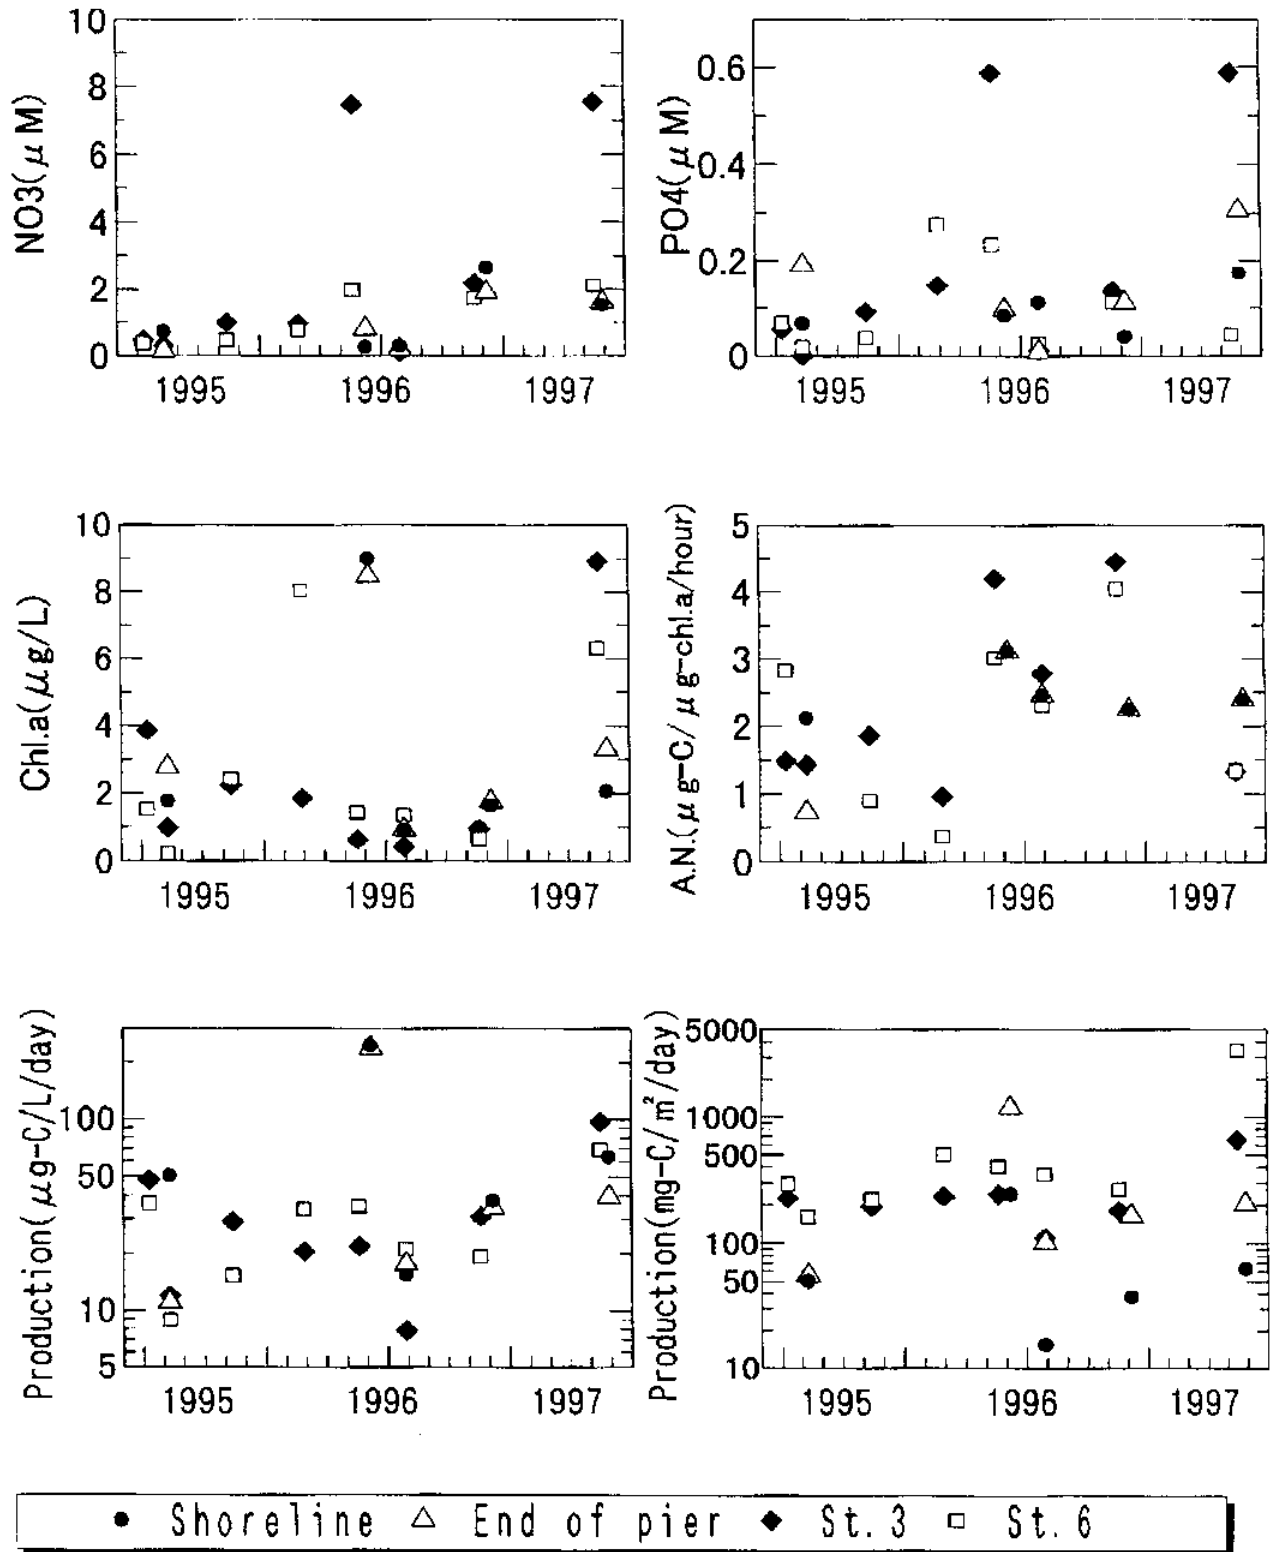 NO3(μM)
10
8
6
4
2
0
1995 1996 1997
PO4(μM)
0.6
0.4
0.2
0
1995 1996 1997
Chl.a(μg/L)
10
8
6
4
2
0
1995 1996 1997
A.N.(μg-C/μg-chl.a/hour)
5
4
3
2
1
0
1995 1996 1997
Production(μg-C/L/day)
100
50
10
5
1995 1996 1997
Production(mg-C/m²/day)
5000
1000
500
100
50
10
1995 1996 1997
Shoreline End of pier St.3 St.6